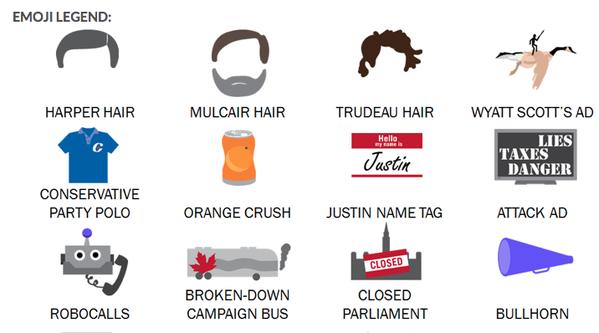 EMOJI LEGEND:
HARPER HAIR
MULCAIR HAIR
TRUDEAU HAIR
WYATT SCOTT'S AD
C
Hello
my name is
Justin
LIES
TAXES
DANGER
CONSERVATIVE
PARTY POLO
ORANGE CRUSH
JUSTIN NAME TAG
ATTACK AD
CLOSED
ROBOCALLS
BROKEN-DOWN
CAMPAIGN BUS
CLOSED
PARLIAMENT
BULLHORN